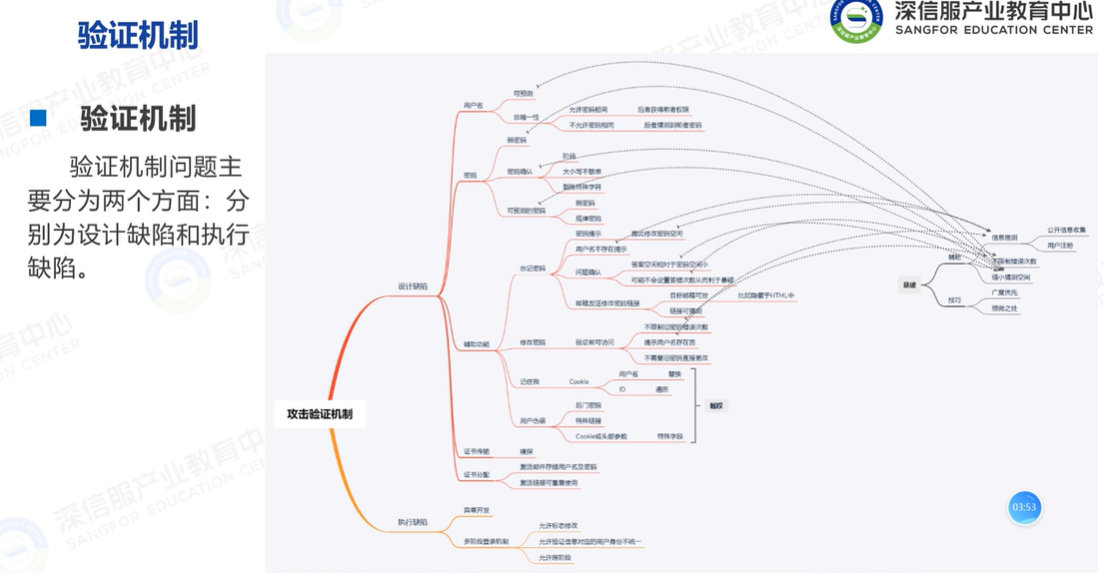 验证机制
深信服产业教育中心
SANGFOR EDUCATION CENTER
验证机制
验证机制问题主
要分为两个方面：分
别为设计缺陷和执行
缺陷。
攻击验证机制
设计缺陷
用户名
可预测
非唯一性
允许密码相同
后者获得前者权限
不允许密码相同
后者猜测到前者密码
密码
弱密码
密码确认
阶段
大小写不敏感
剔除特殊字符
可预测的密码
弱密码
规律密码
辅助功能
忘记密码
密码提示
据此修改密码空间
用户名不存在提示
问题确认
答案空间相对于密码空间小
可能不会设置答错次数从而利于暴破
邮箱发送修改密码链接
目标邮箱可控
比如隐藏于HTML中
链接可猜测
修改密码
验证前可访问
不限制旧密码错误次数
提示用户名存在否
不需要旧密码直接更改
记住我
Cookie
用户名
替换
ID
遍历
用户伪装
后门密码
特殊链接
Cookie或头部参数
特殊字段
越权
证书传输
嗅探
证书分配
激活邮件存储用户名及密码
激活链接可重复使用
执行缺陷
异常开发
多阶段登录机制
允许标志修改
允许验证信息对应的用户身份不统一
允许跨阶段
暴破
辅助
信息推测
公开信息收集
用户注册
不限制错误次数
缩小猜测空间
技巧
广度优先
细微之处
03:53